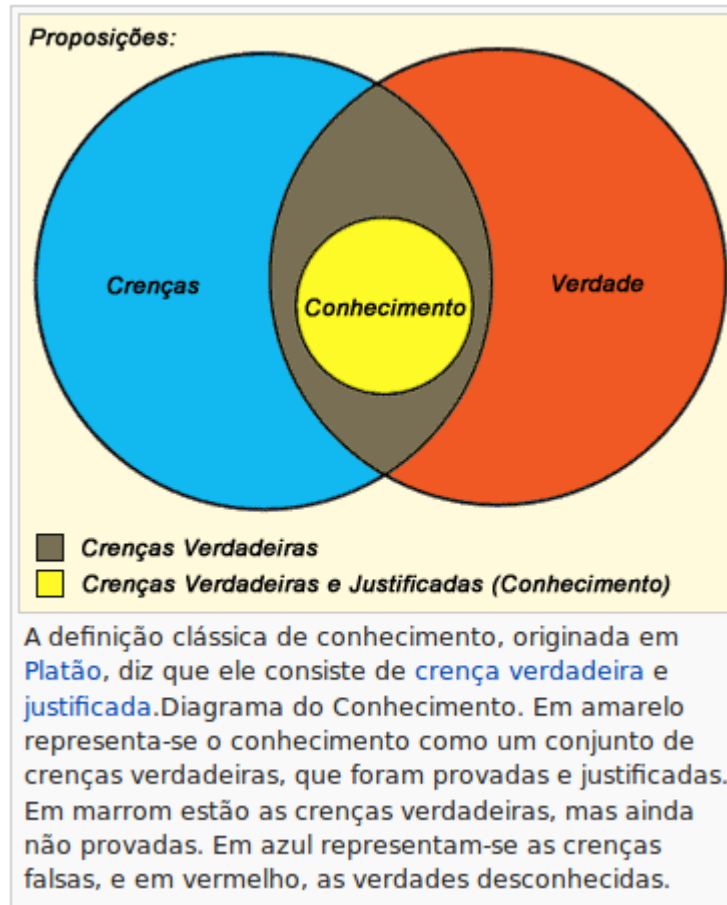 Proposições:
Crenças
Conhecimento
Verdade
Crenças Verdadeiras
Crenças Verdadeiras e Justificadas (Conhecimento)
A definição clássica de conhecimento, originada em
Platão, diz que ele consiste de crença verdadeira e
justificada.Diagrama do Conhecimento. Em amarelo
representa-se o conhecimento como um conjunto de
crenças verdadeiras, que foram provadas e justificadas.
Em marrom estão as crenças verdadeiras, mas ainda
não provadas. Em azul representam-se as crenças
falsas, e em vermelho, as verdades desconhecidas.